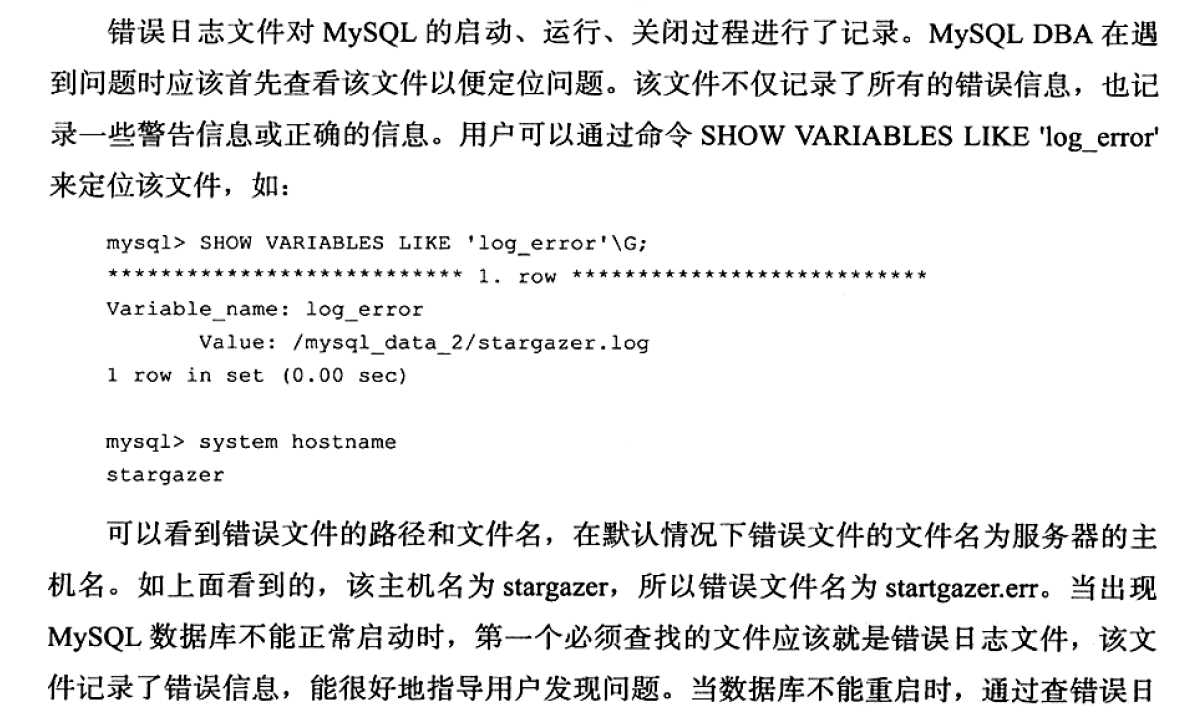 错误日志文件对 MySQL 的启动、运行、关闭过程进行了记录。MySQL DBA 在遇
到问题时应该首先查看该文件以便定位问题。该文件不仅记录了所有的错误信息，也记
录一些警告信息或正确的信息。用户可以通过命令 SHOW VARIABLES LIKE 'log_error'
来定位该文件，如：
mysql> SHOW VARIABLES LIKE 'log_error'\G;
*************************** 1. row ***************************
Variable_name: log_error
Value: /mysql_data_2/stargazer.log
1 row in set (0.00 sec)
mysql> system hostname
stargazer
可以看到错误文件的路径和文件名，在默认情况下错误文件的文件名为服务器的主
机名。如上面看到的，该主机名为 stargazer，所以错误文件名为 startgazer.err。当出现
MySQL 数据库不能正常启动时，第一个必须查找的文件应该就是错误日志文件，该文
件记录了错误信息，能很好地指导用户发现问题。当数据库不能重启时，通过查错误日